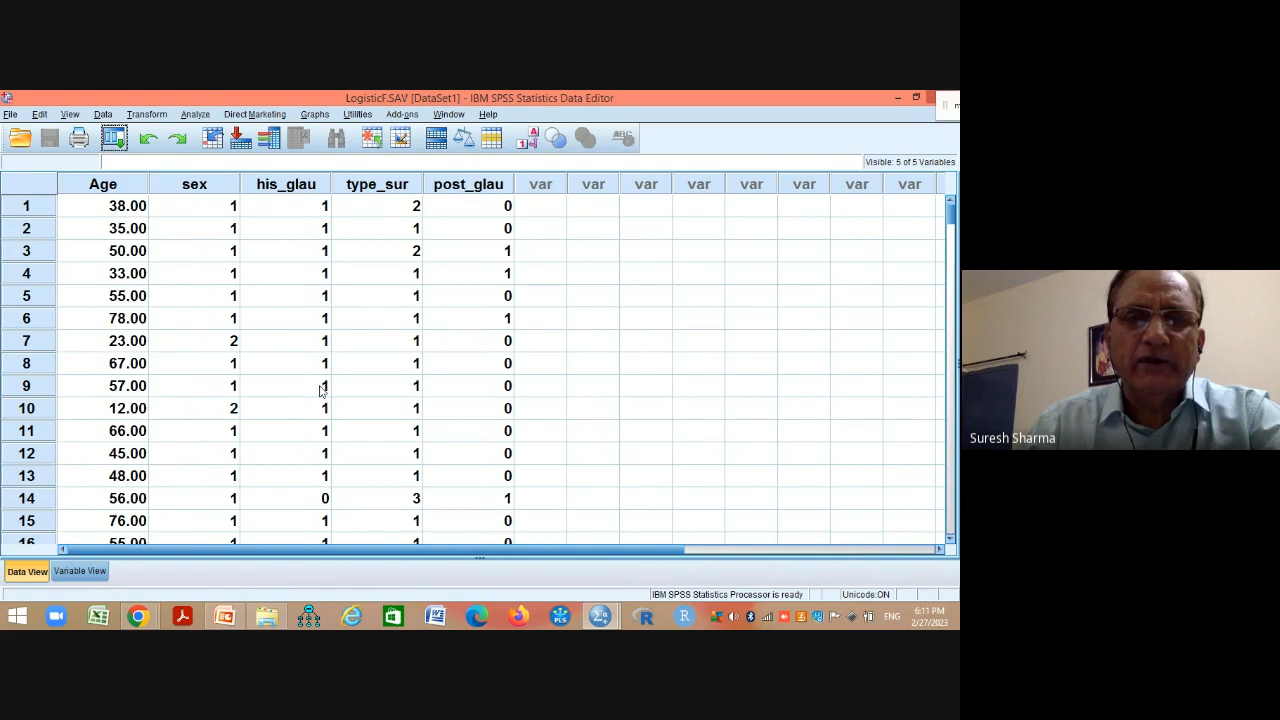 LogisticF.SAV [DataSet1] - IBM SPSS Statistics Data Editor
File Edit View Data Transform Analyze Direct Marketing Graphs Utilities Add-ons Window Help
Visible: 5 of 5 Variables
Age sex his_glau type_sur post_glau var var var var var var var var
1 38.00 1 1 2 0
2 35.00 1 1 1 0
3 50.00 1 1 2 1
4 33.00 1 1 1 1
5 55.00 1 1 1 0
6 78.00 1 1 1 1
7 23.00 2 1 1 0
8 67.00 1 1 1 0
9 57.00 1 1 1 0
10 12.00 2 1 1 0
11 66.00 1 1 1 0
12 45.00 1 1 1 0
13 48.00 1 1 1 0
14 56.00 1 0 3 1
15 76.00 1 1 1 0
16 55.00 1 1 1 0
Data View Variable View
IBM SPSS Statistics Processor is ready Unicode:ON
PLS R R ENG 6:11 PM
2/27/2023
Suresh Sharma